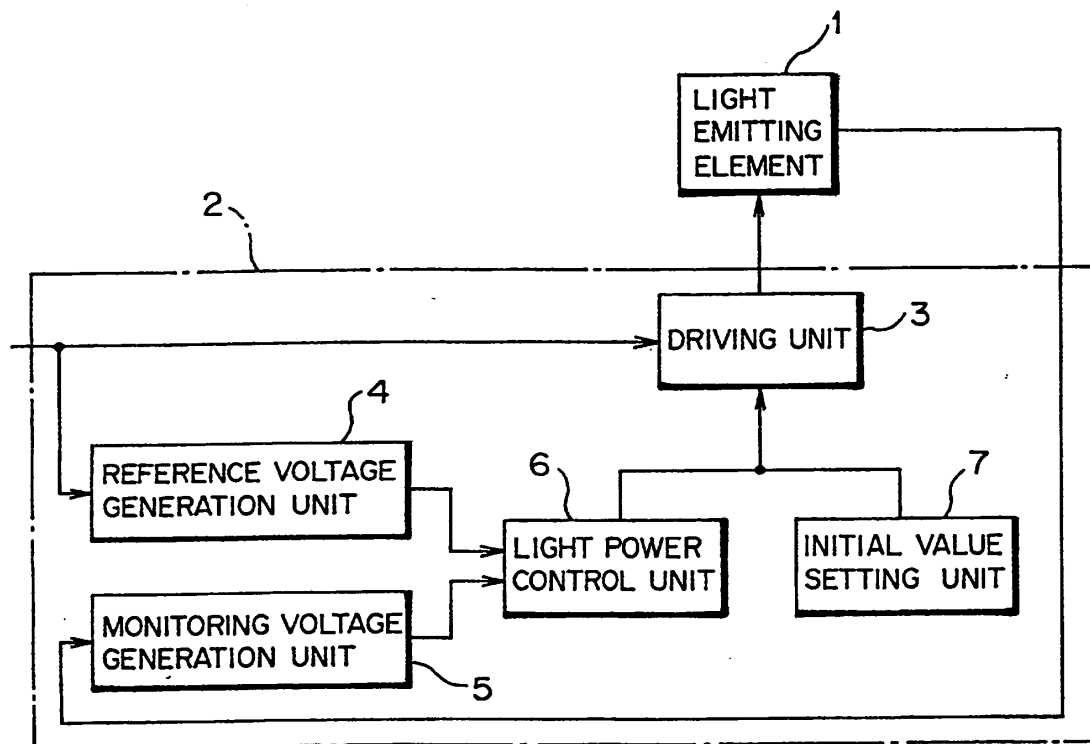 1
LIGHT
EMITTING
ELEMENT
2
DRIVING UNIT
3
4
REFERENCE VOLTAGE
GENERATION UNIT
6
7
LIGHT POWER
CONTROL UNIT
INITIAL VALUE
SETTING UNIT
MONITORING VOLTAGE
GENERATION UNIT
5